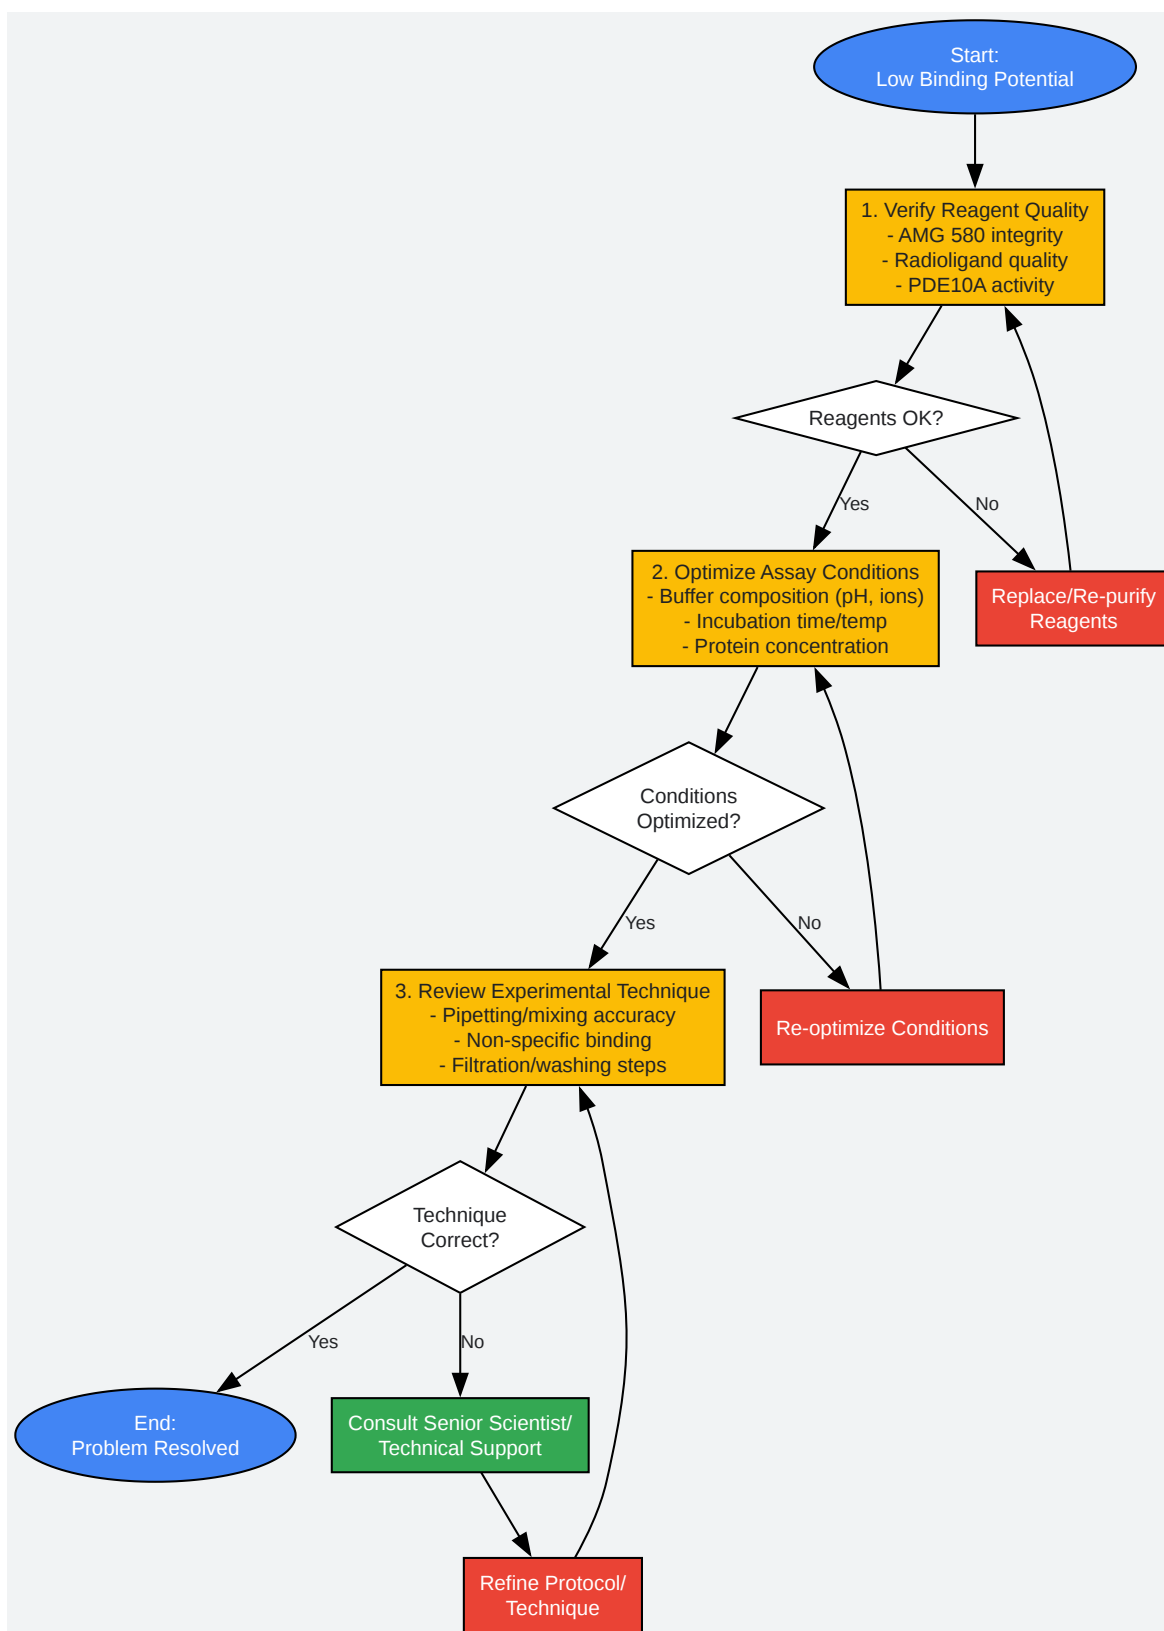 Start:
Low Binding Potential
1. Verify Reagent Quality
- AMG 580 integrity
- Radioligand quality
- PDE10A activity
Reagents OK?
Yes
No
2. Optimize Assay Conditions
- Buffer composition (pH, ions)
- Incubation time/temp
- Protein concentration
Replace/Re-purify
Reagents
Conditions
Optimized?
Yes
No
3. Review Experimental Technique
- Pipetting/mixing accuracy
- Non-specific binding
- Filtration/washing steps
Re-optimize Conditions
Technique
Correct?
Yes
No
End:
Problem Resolved
Consult Senior Scientist/
Technical Support
Refine Protocol/
Technique